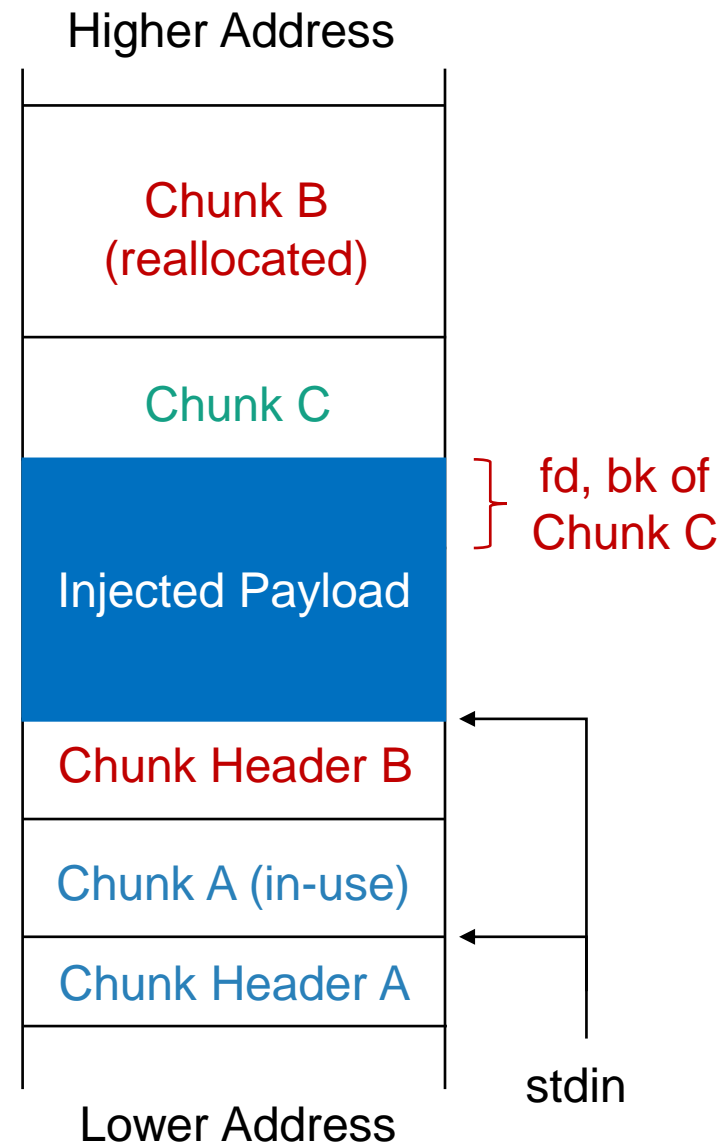 Higher Address
Chunk B
(reallocated)
Chunk C
fd, bk of
Chunk C
Injected Payload
Chunk Header B
Chunk A (in-use)
Chunk Header A
stdin
Lower Address